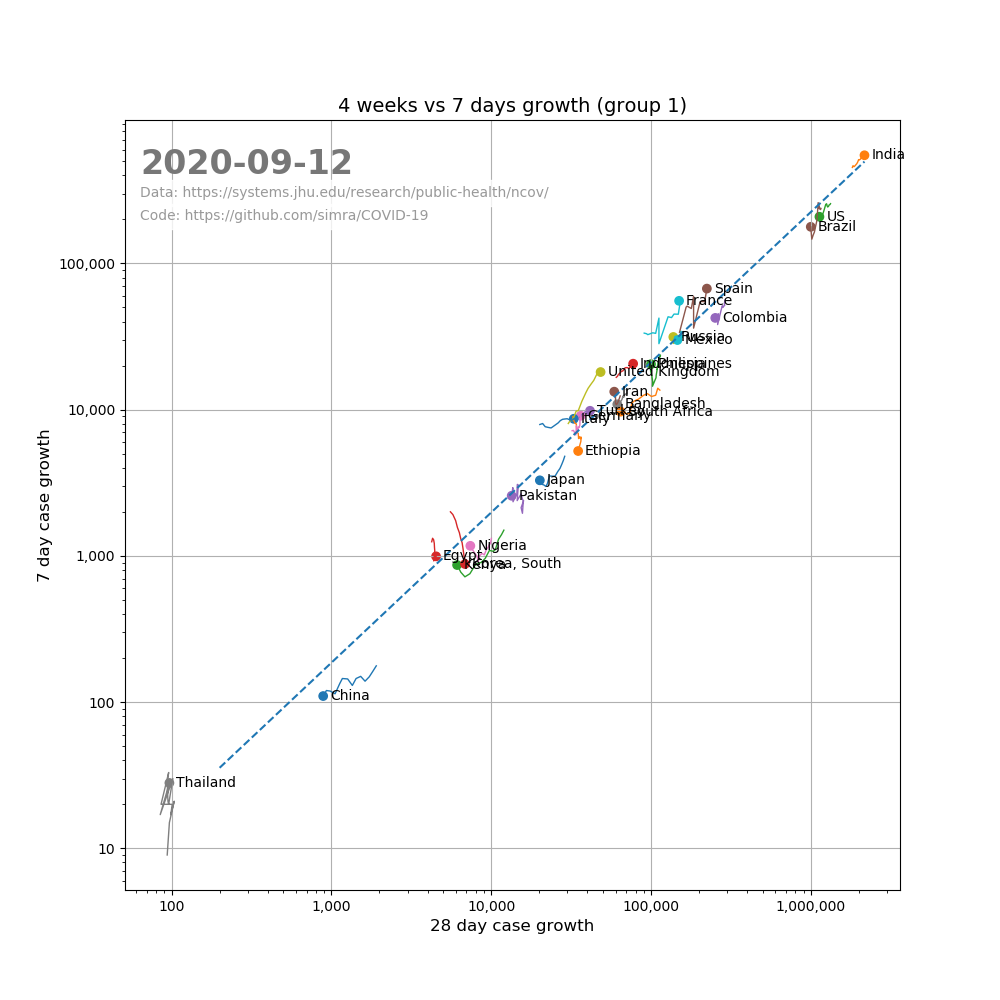 4 weeks vs 7 days growth (group 1)
2020-09-12
Data: https://systems.jhu.edu/research/public-health/ncov/
Code: https://github.com/simra/COVID-19
India
US
Brazil
100,000
Spain
France
Colombia
Russia
Mexico
Indonesia
Philippines
United Kingdom
Iran
Bangladesh
10,000
Turkey
South Africa
Germany
Italy
Ethiopia
Japan
Pakistan
Nigeria
1,000
Egypt
Korea, South
Kenya
100
China
Thailand
10
7 day case growth
100
1,000
10,000
100,000
1,000,000
28 day case growth